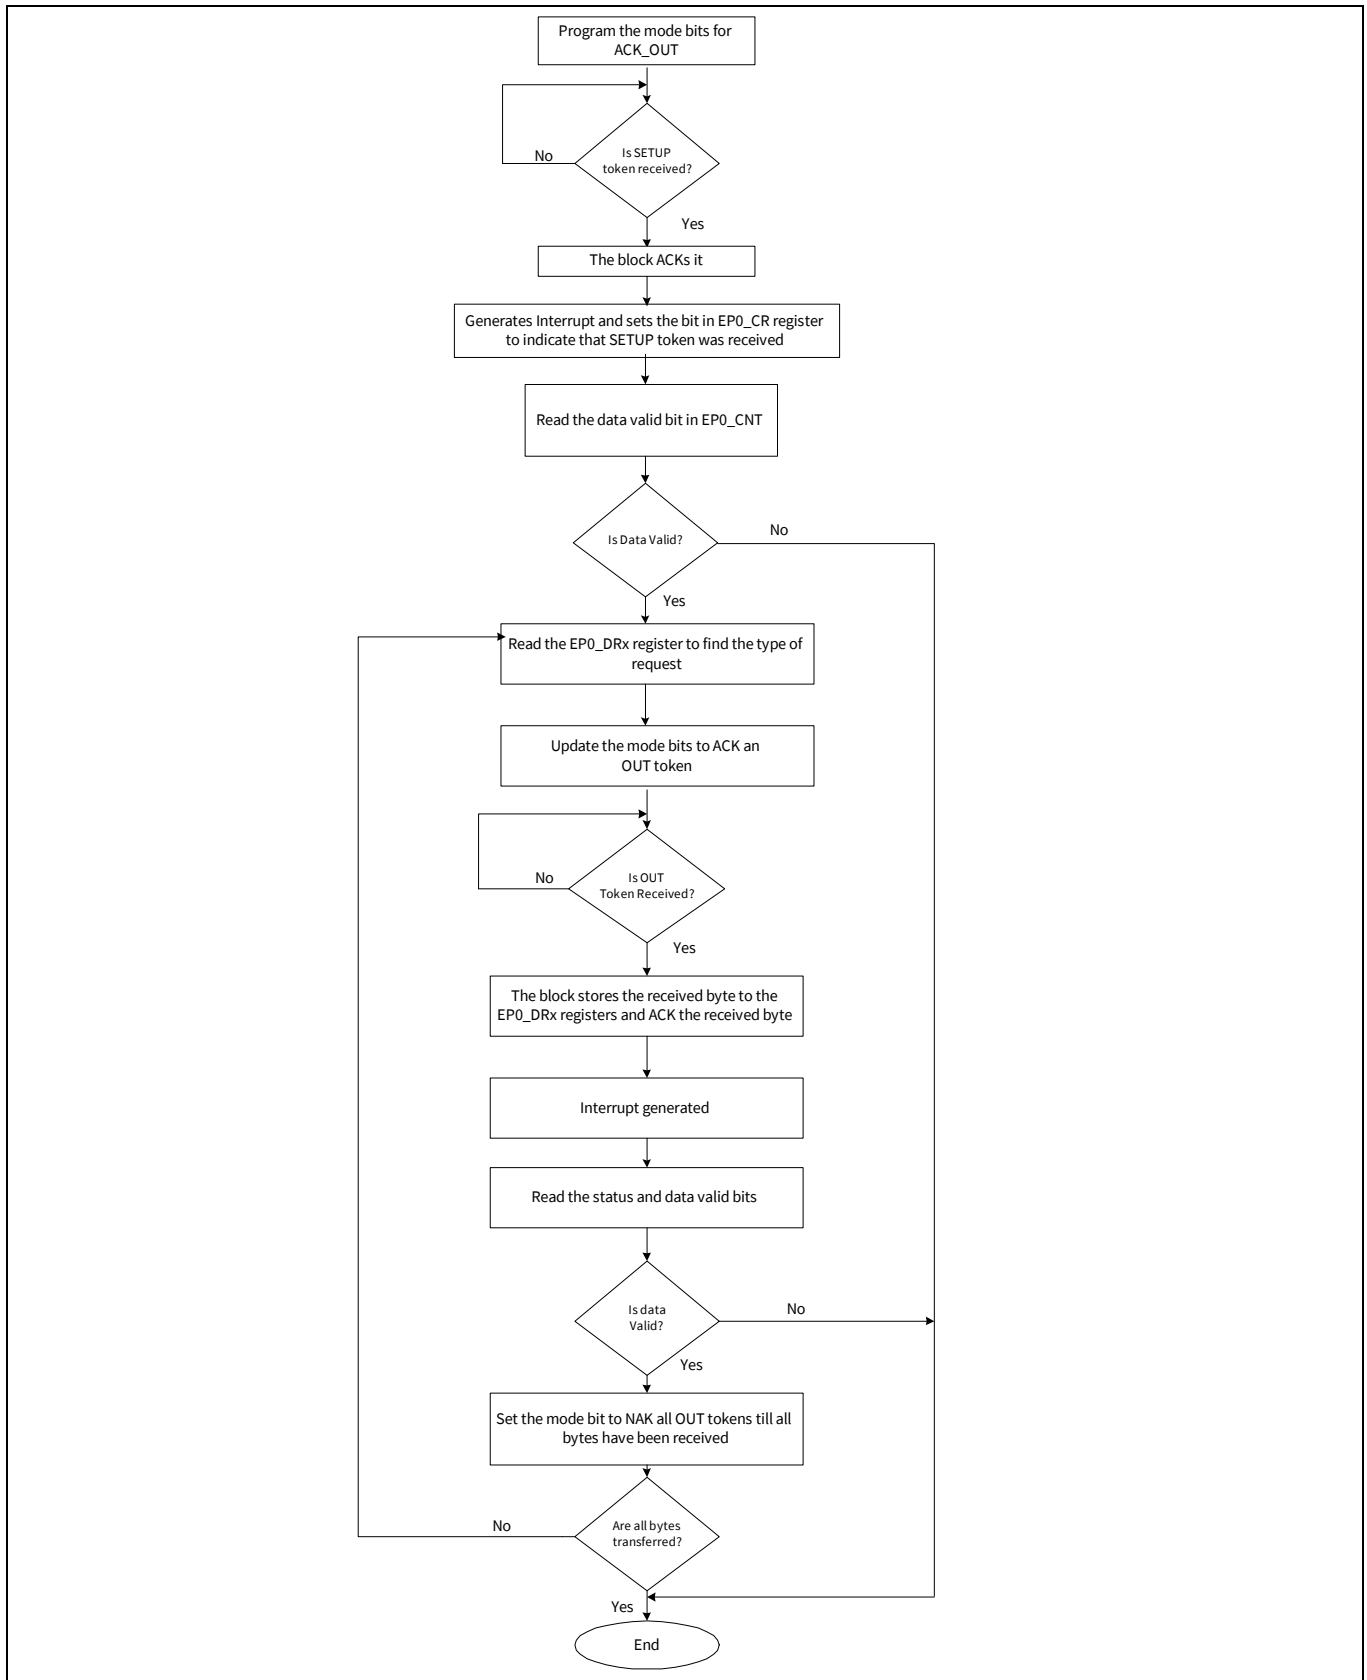 Program the mode bits for
ACK_OUT
Is SETUP
token received?
No
Yes
The block ACKs it
Generates Interrupt and sets the bit in EP0_CR register
to indicate that SETUP token was received
Read the data valid bit in EP0_CNT
Is Data Valid?
No
Yes
Read the EP0_DRx register to find the type of
request
Update the mode bits to ACK an
OUT token
Is OUT
Token Received?
No
Yes
The block stores the received byte to the
EP0_DRx registers and ACK the received byte
Interrupt generated
Read the status and data valid bits
Is data
Valid?
No
Yes
Set the mode bit to NAK all OUT tokens till all
bytes have been received
Are all bytes
transferred?
No
Yes
End